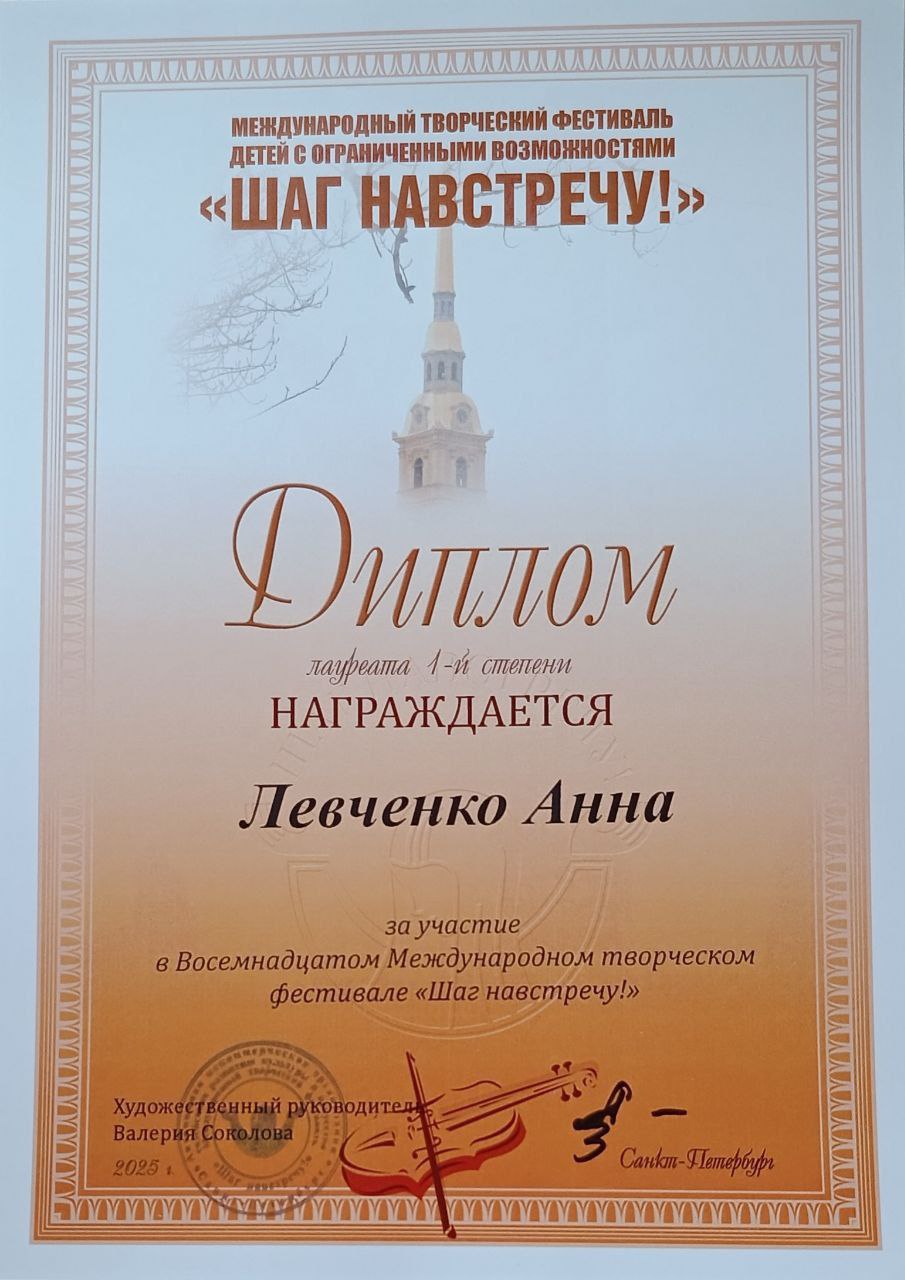 МЕЖДУНАРОДНЫЙ ТВОРЧЕСКИЙ ФЕСТИВАЛЬ
ДЕТЕЙ С ОГРАНИЧЕННЫМИ ВОЗМОЖНОСТЯМИ
«ШАГ НАВСТРЕЧУ!»
Диплом
лауреата 1-й степени
НАГРАЖДАЕТСЯ
Левченко Анна
за участие
в Восемнадцатом Международном творческом
фестивале «Шаг навстречу!»
Художественный руководитель
Валерия Соколова
2025 г.
Санкт-Петербург